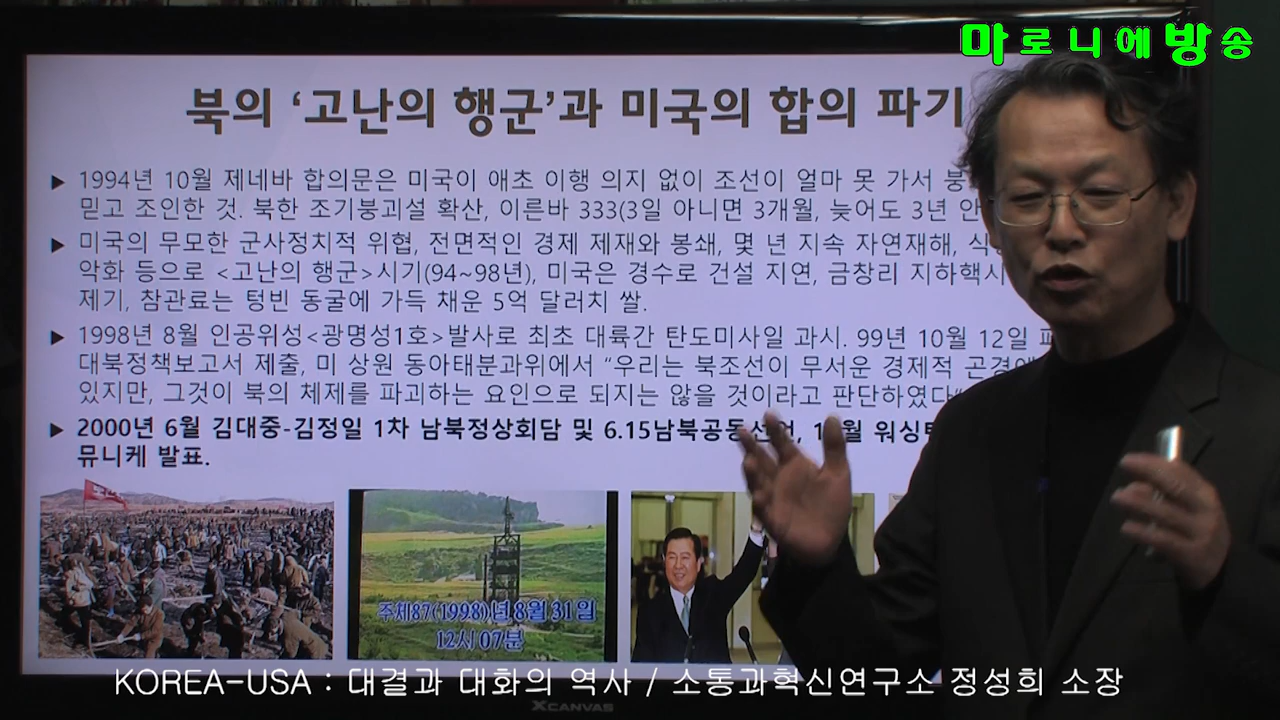 마로니에방송
북의 ‘고난의 행군’과 미국의 합의 파기
▶ 1994년 10월 제네바 합의문은 미국이 애초 이행 의지 없이 조선이 얼마 못 가서
믿고 조인한 것. 북한 조기붕괴설 확산, 이른바 333(3일 아니면 3개월, 늦어도 3년
▶ 미국의 무모한 군사정치적 위협, 전면적인 경제 제재와 봉쇄, 몇 년 지속 자연재해,
악화 등으로 <고난의 행군>시기(94~98년), 미국은 경수로 건설 지연, 금창리 지하핵시
제기, 참관료는 텅빈 동굴에 가득 채운 5억 달러치 쌀.
▶ 1998년 8월 인공위성<광명성1호>발사로 최초 대륙간 탄도미사일 과시. 99년 10월 12일
대북정책보고서 제출, 미 상원 동아태분과위에서 “우리는 북조선이 무서운 경제적
있지만, 그것이 북의 체제를 파괴하는 요인으로 되지는 않을 것이라고 판단하였다
▶ 2000년 6월 김대중-김정일 1차 남북정상회담 및 6.15남북공동선언,
뮤니케 발표.
주체87(1998)년 8월 31일
12시 07분
KOREA-USA : 대결과 대화의 역사 / 소통과혁신연구소 정성희 소장
XCANVAS